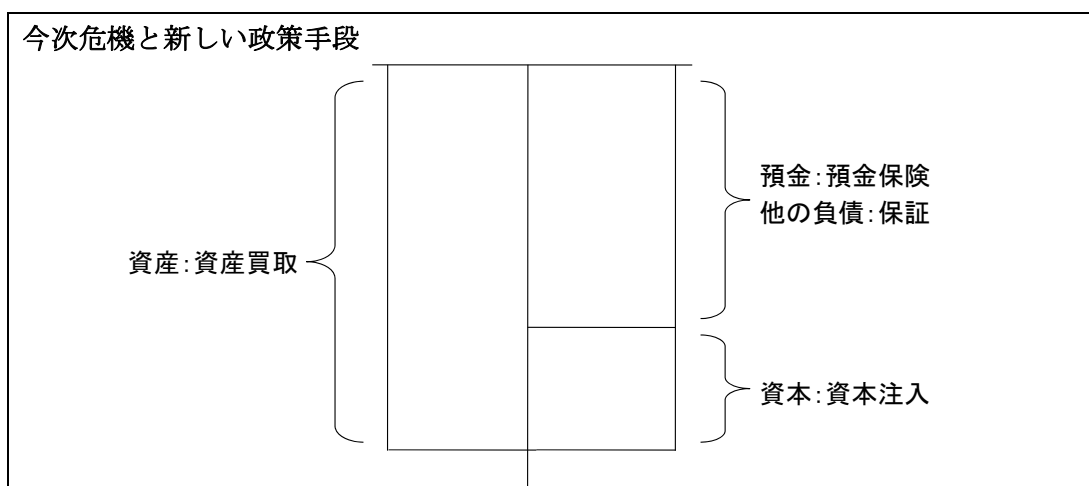 今次危機と新しい政策手段
預金:預金保険
他の負債:保証
資産:資産買取
資本:資本注入